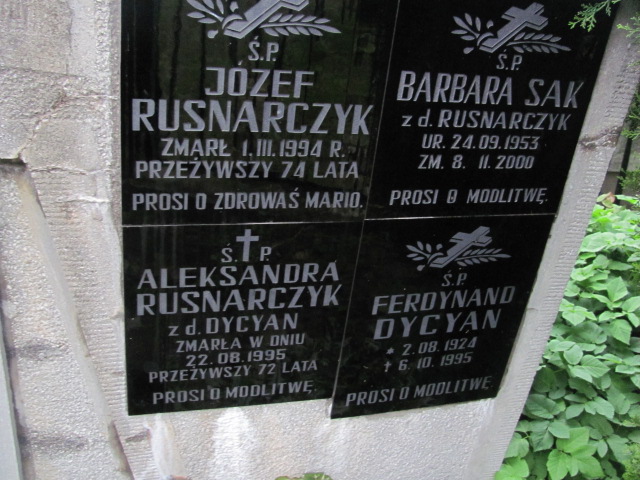 Ś.P.
JÓZEF
RUSNARCZYK
ZMARŁ 1.III.1994 R.
PRZEŻYWSZY 74 LATA
PROSI O ZDROWAŚ MARIO.
Ś.P.
BARBARA SAK
z d. RUSNARCZYK
UR. 24.09.1953
ZM. 8. 11. 2000
PROSI O MODLITWĘ.
Ś. P.
ALEKSANDRA
RUSNARCZYK
z d. DYCYAN
ZMARŁA W DNIU
22.08.1995
PRZEŻYWSZY 72 LATA
PROSI O MODLITWĘ.
Ś.P.
FERDYNAND
DYCYAN
* 2.08.1924
† 6.10.1995
PROSI O MODLITWĘ.